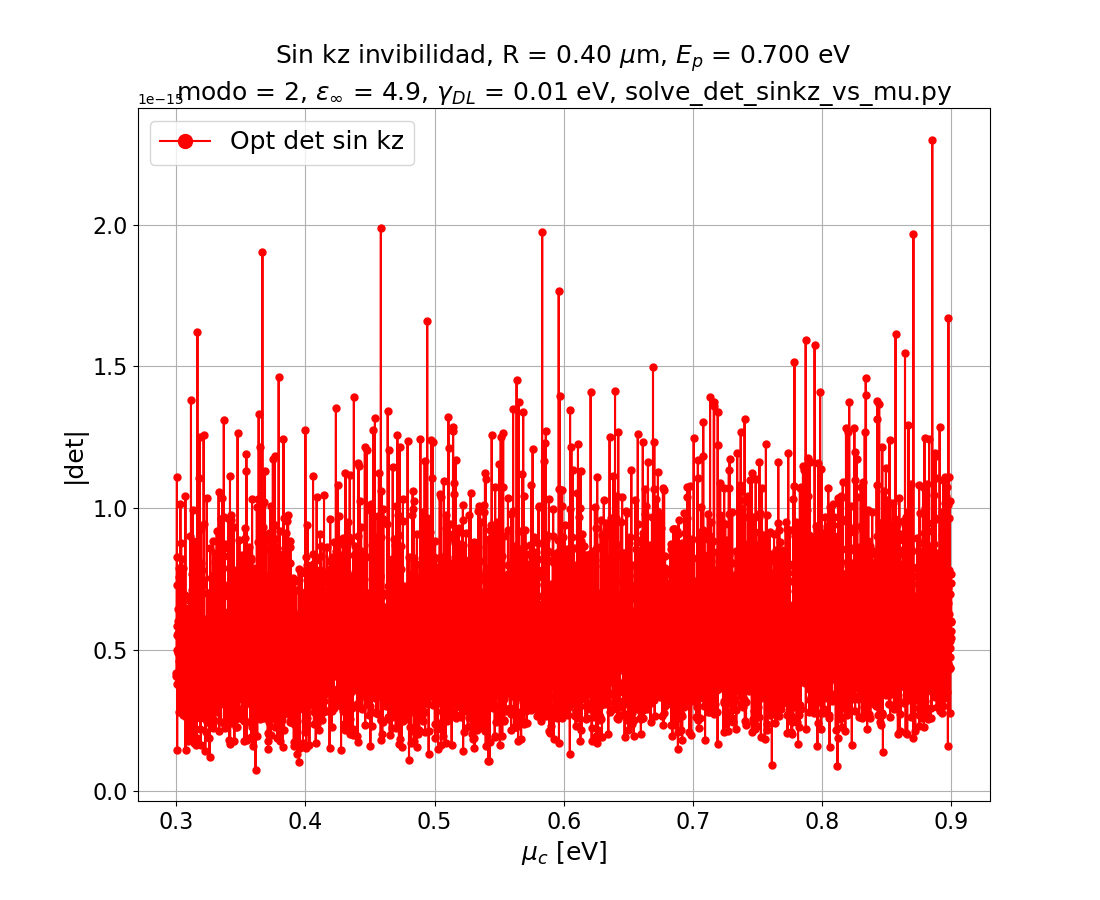 Sin kz invibilidad, R = 0.40 μm, E_p = 0.700 eV
modo = 2, ε_∞ = 4.9, γ_DL = 0.01 eV, solve_det_sinkz_vs_mu.py
1e−15
Opt det sin kz
2.0
1.5
1.0
0.5
0.0
|det|
0.3 0.4 0.5 0.6 0.7 0.8 0.9
μ_c [eV]